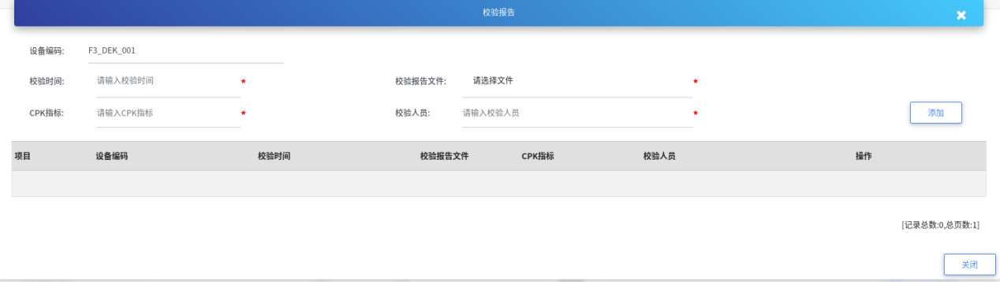 校验报告
设备编码: F3_DEK_001
校验时间: 请输入校验时间 * 校验报告文件: 请选择文件 *
CPK指标: 请输入CPK指标 * 校验人员: 请输入校验人员 * 添加
项目 设备编码 校验时间 校验报告文件 CPK指标 校验人员 操作
[记录总数:0,总页数:1]
关闭